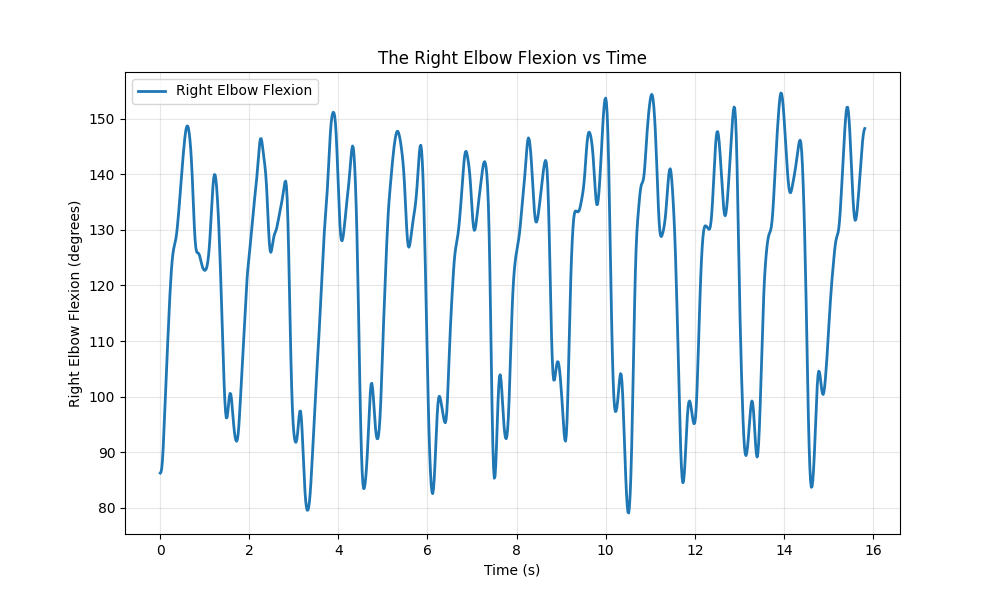 The Right Elbow Flexion vs Time
Right Elbow Flexion
Right Elbow Flexion (degrees)
150
140
130
120
110
100
90
80
0 2 4 6 8 10 12 14 16
Time (s)